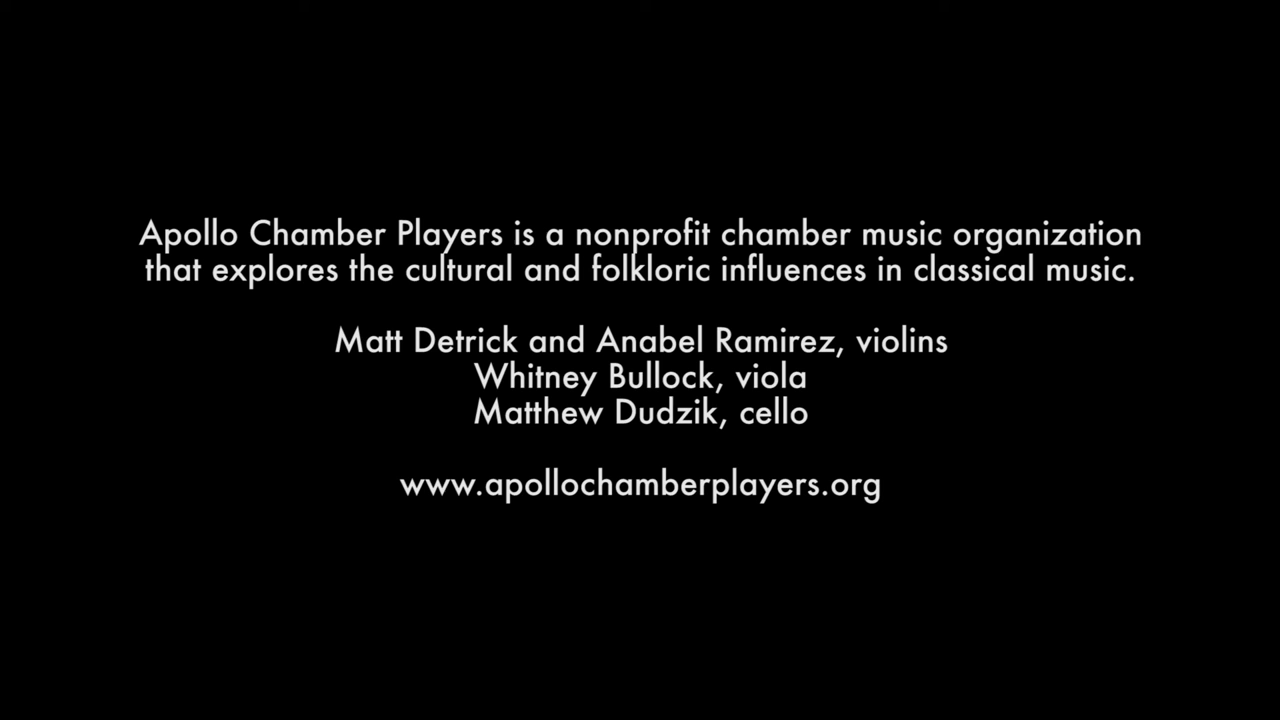 Apollo Chamber Players is a nonprofit chamber music organization
that explores the cultural and folkloric influences in classical music.
Matt Detrick and Anabel Ramirez, violins
Whitney Bullock, viola
Matthew Dudzik, cello
www.apollochamberplayers.org